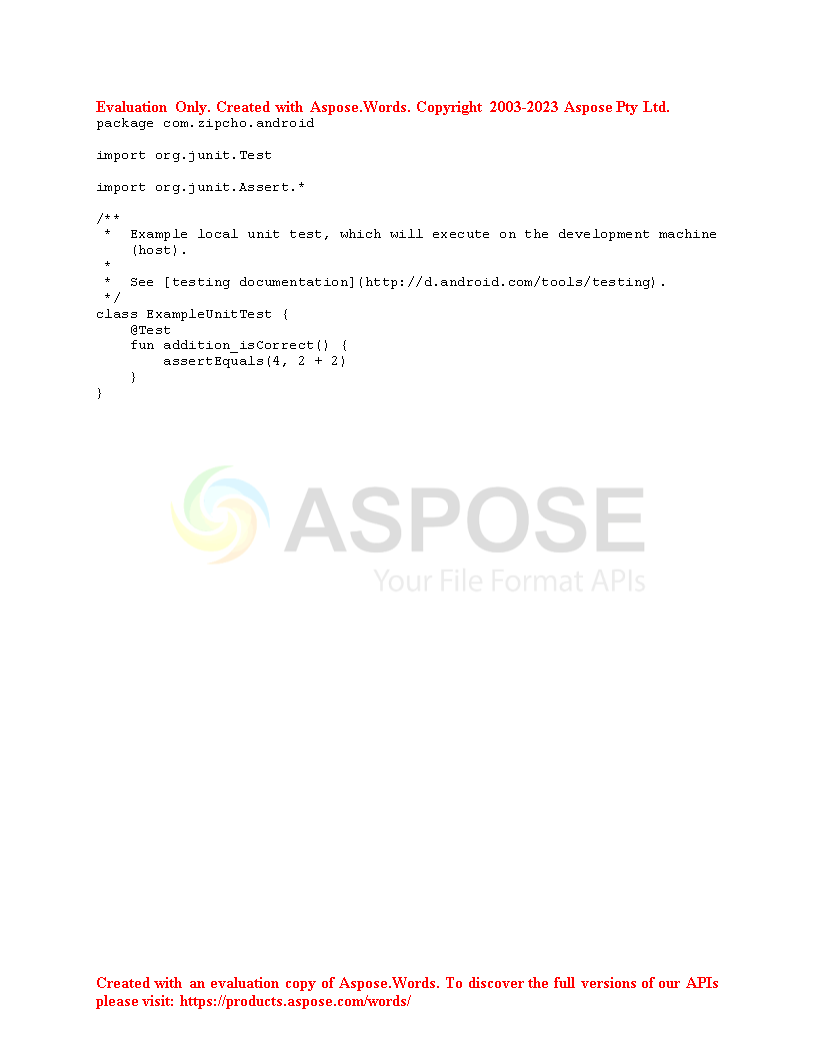 Evaluation Only. Created with Aspose.Words. Copyright 2003-2023 Aspose Pty Ltd.
package com.zipcho.android
import org.junit.Test
import org.junit.Assert.*
/**
 *  Example local unit test, which will execute on the development machine
    (host).
 *
 *  See [testing documentation](http://d.android.com/tools/testing).
 */
class ExampleUnitTest {
    @Test
    fun addition_isCorrect() {
        assertEquals(4, 2 + 2)
    }
}
ASPOSE
Your File Format APIs
Created with an evaluation copy of Aspose.Words. To discover the full versions of our APIs
please visit: https://products.aspose.com/words/